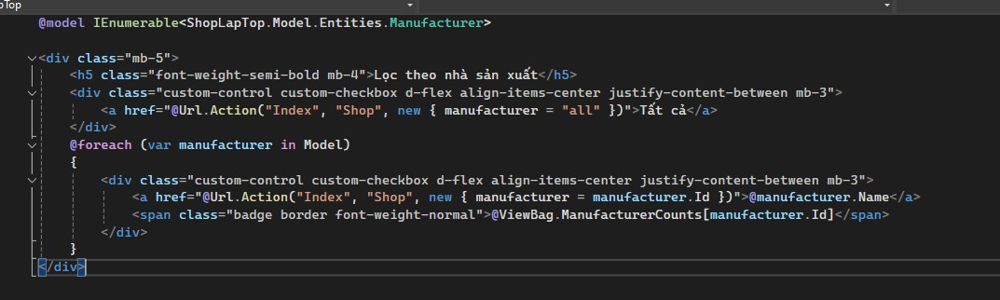 pTop
@model IEnumerable<ShopLapTop.Model.Entities.Manufacturer>
<div class="mb-5">
<h5 class="font-weight-semi-bold mb-4">Lọc theo nhà sản xuất</h5>
<div class="custom-control custom-checkbox d-flex align-items-center justify-content-between mb-3">
<a href="@Url.Action("Index", "Shop", new { manufacturer = "all" })">Tất cả</a>
</div>
@foreach (var manufacturer in Model)
{
<div class="custom-control custom-checkbox d-flex align-items-center justify-content-between mb-3">
<a href="@Url.Action("Index", "Shop", new { manufacturer = manufacturer.Id })">@manufacturer.Name</a>
<span class="badge border font-weight-normal">@ViewBag.ManufacturerCounts[manufacturer.Id]</span>
</div>
}
</div>